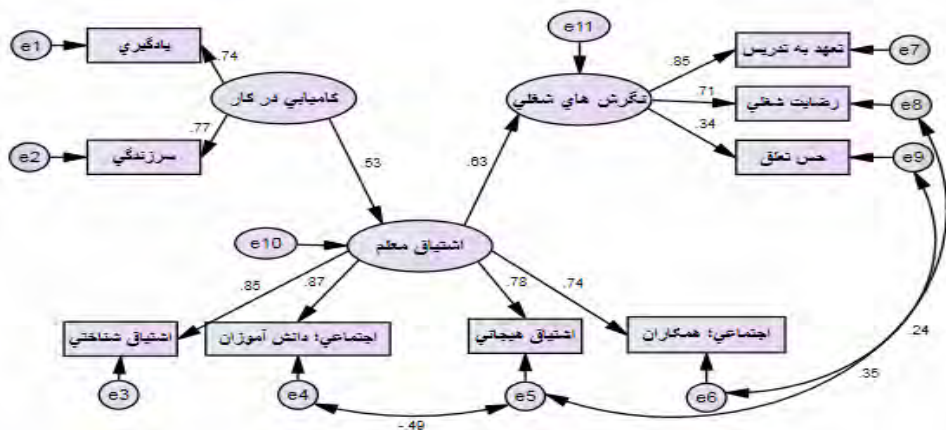 e11
e1
يادگيري
.74
كاميابي در كار
.77
e2
سرزندگي
نگرش هاي شغلي
.85
تعهد به تدريس
e7
.71
رضايت شغلي
e8
.34
حس تعلق
e9
.53
.63
e10
اشتياق معلم
.85
.87
.78
.74
اشتياق شناختي
اجتماعي؛ دانش آموزان
اشتياق هيجاني
اجتماعي؛ همكاران
e3
e4
e5
e6
-.49
.24
.35